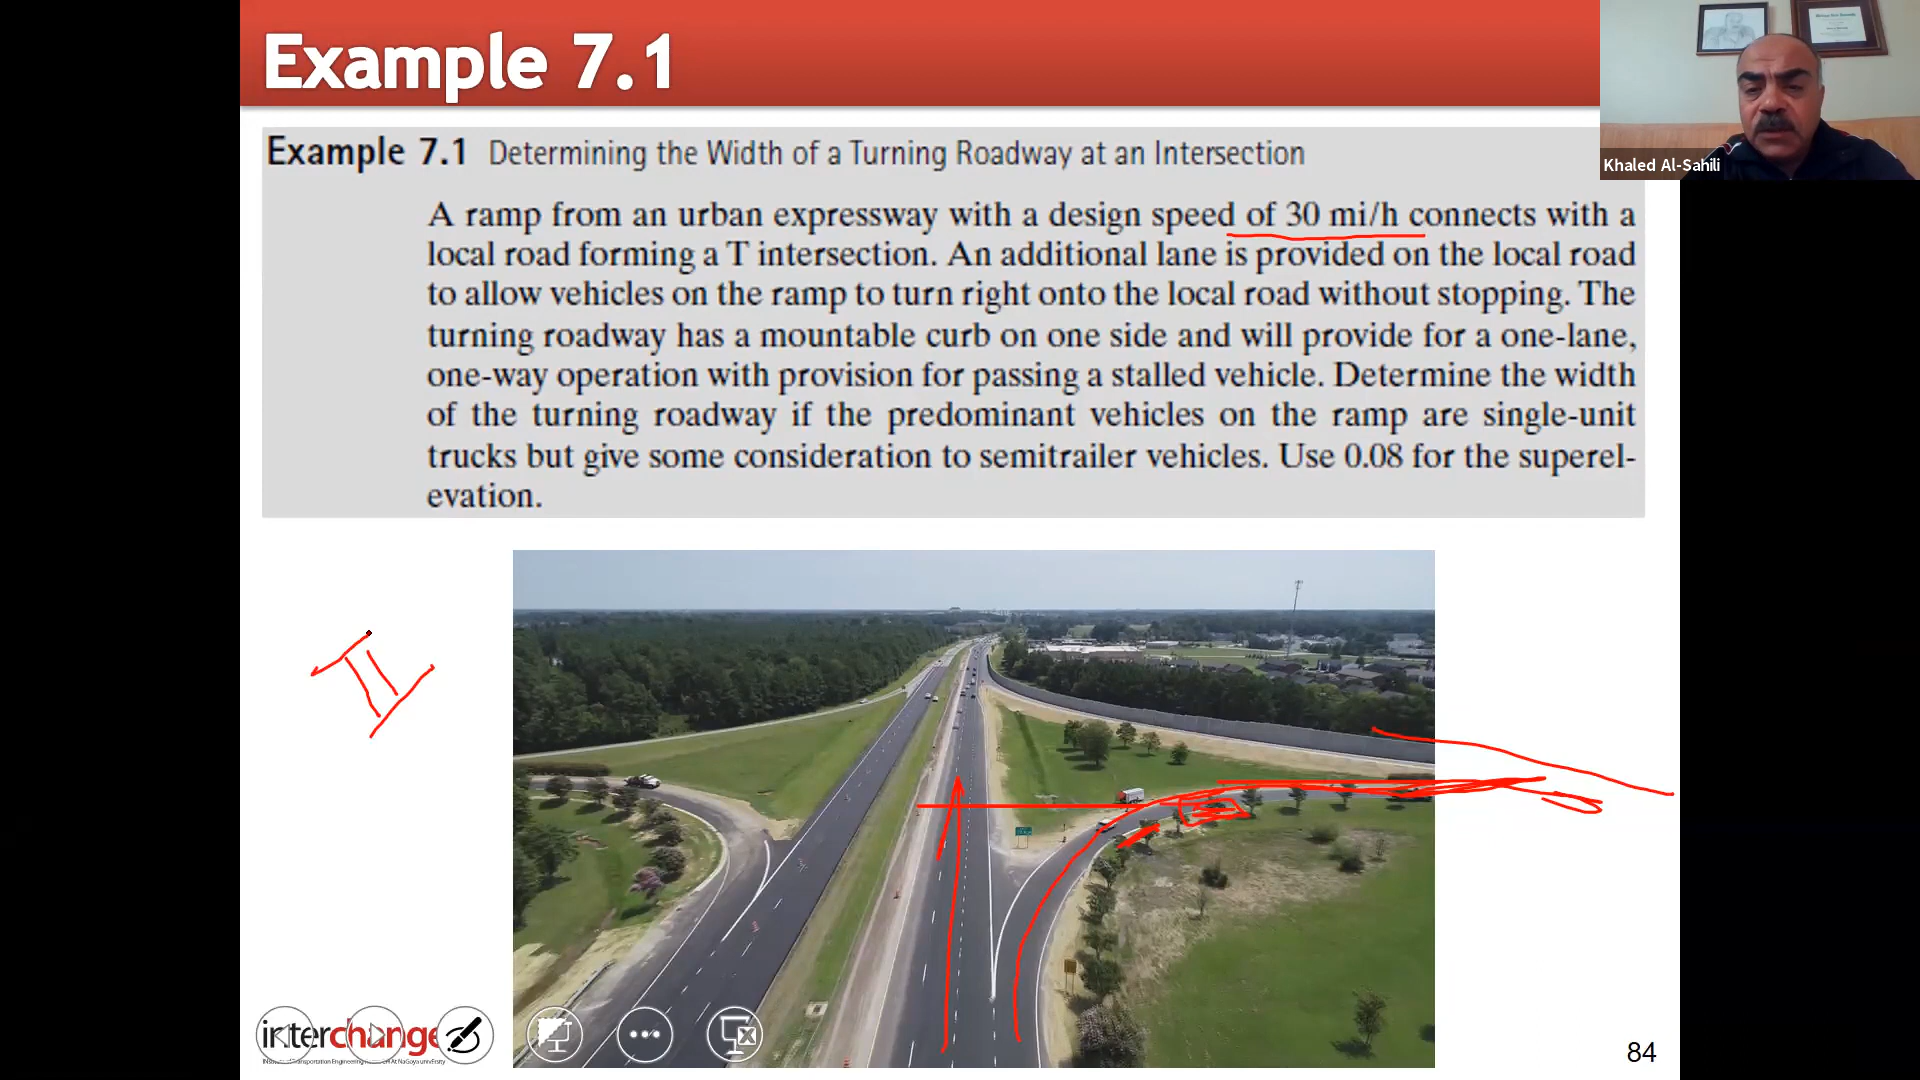 Example 7.1
Khaled Al-Sahili
Example 7.1 Determining the Width of a Turning Roadway at an Intersection
A ramp from an urban expressway with a design speed of 30 mi/h connects with a
local road forming a T intersection. An additional lane is provided on the local road
to allow vehicles on the ramp to turn right onto the local road without stopping. The
turning roadway has a mountable curb on one side and will provide for a one-lane,
one-way operation with provision for passing a stalled vehicle. Determine the width
of the turning roadway if the predominant vehicles on the ramp are single-unit
trucks but give some consideration to semitrailer vehicles. Use 0.08 for the superel-
evation.
interchange
84